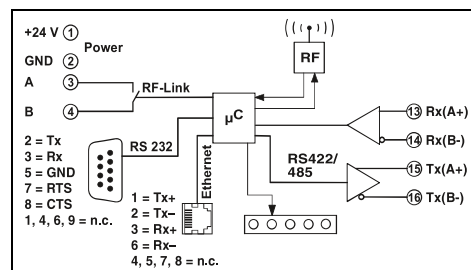 +24 V 1
Power
GND 2
A 3
RF-Link
B 4
RF
µC
13 Rx(A+)
14 Rx(B-)
RS422/
485
15 Tx(A+)
16 Tx(B-)
2 = Tx
3 = Rx
5 = GND
7 = RTS
8 = CTS
1, 4, 6, 9 = n.c.
RS 232
Ethernet
1 = Tx+
2 = Tx–
3 = Rx+
6 = Rx–
4, 5, 7, 8 = n.c.